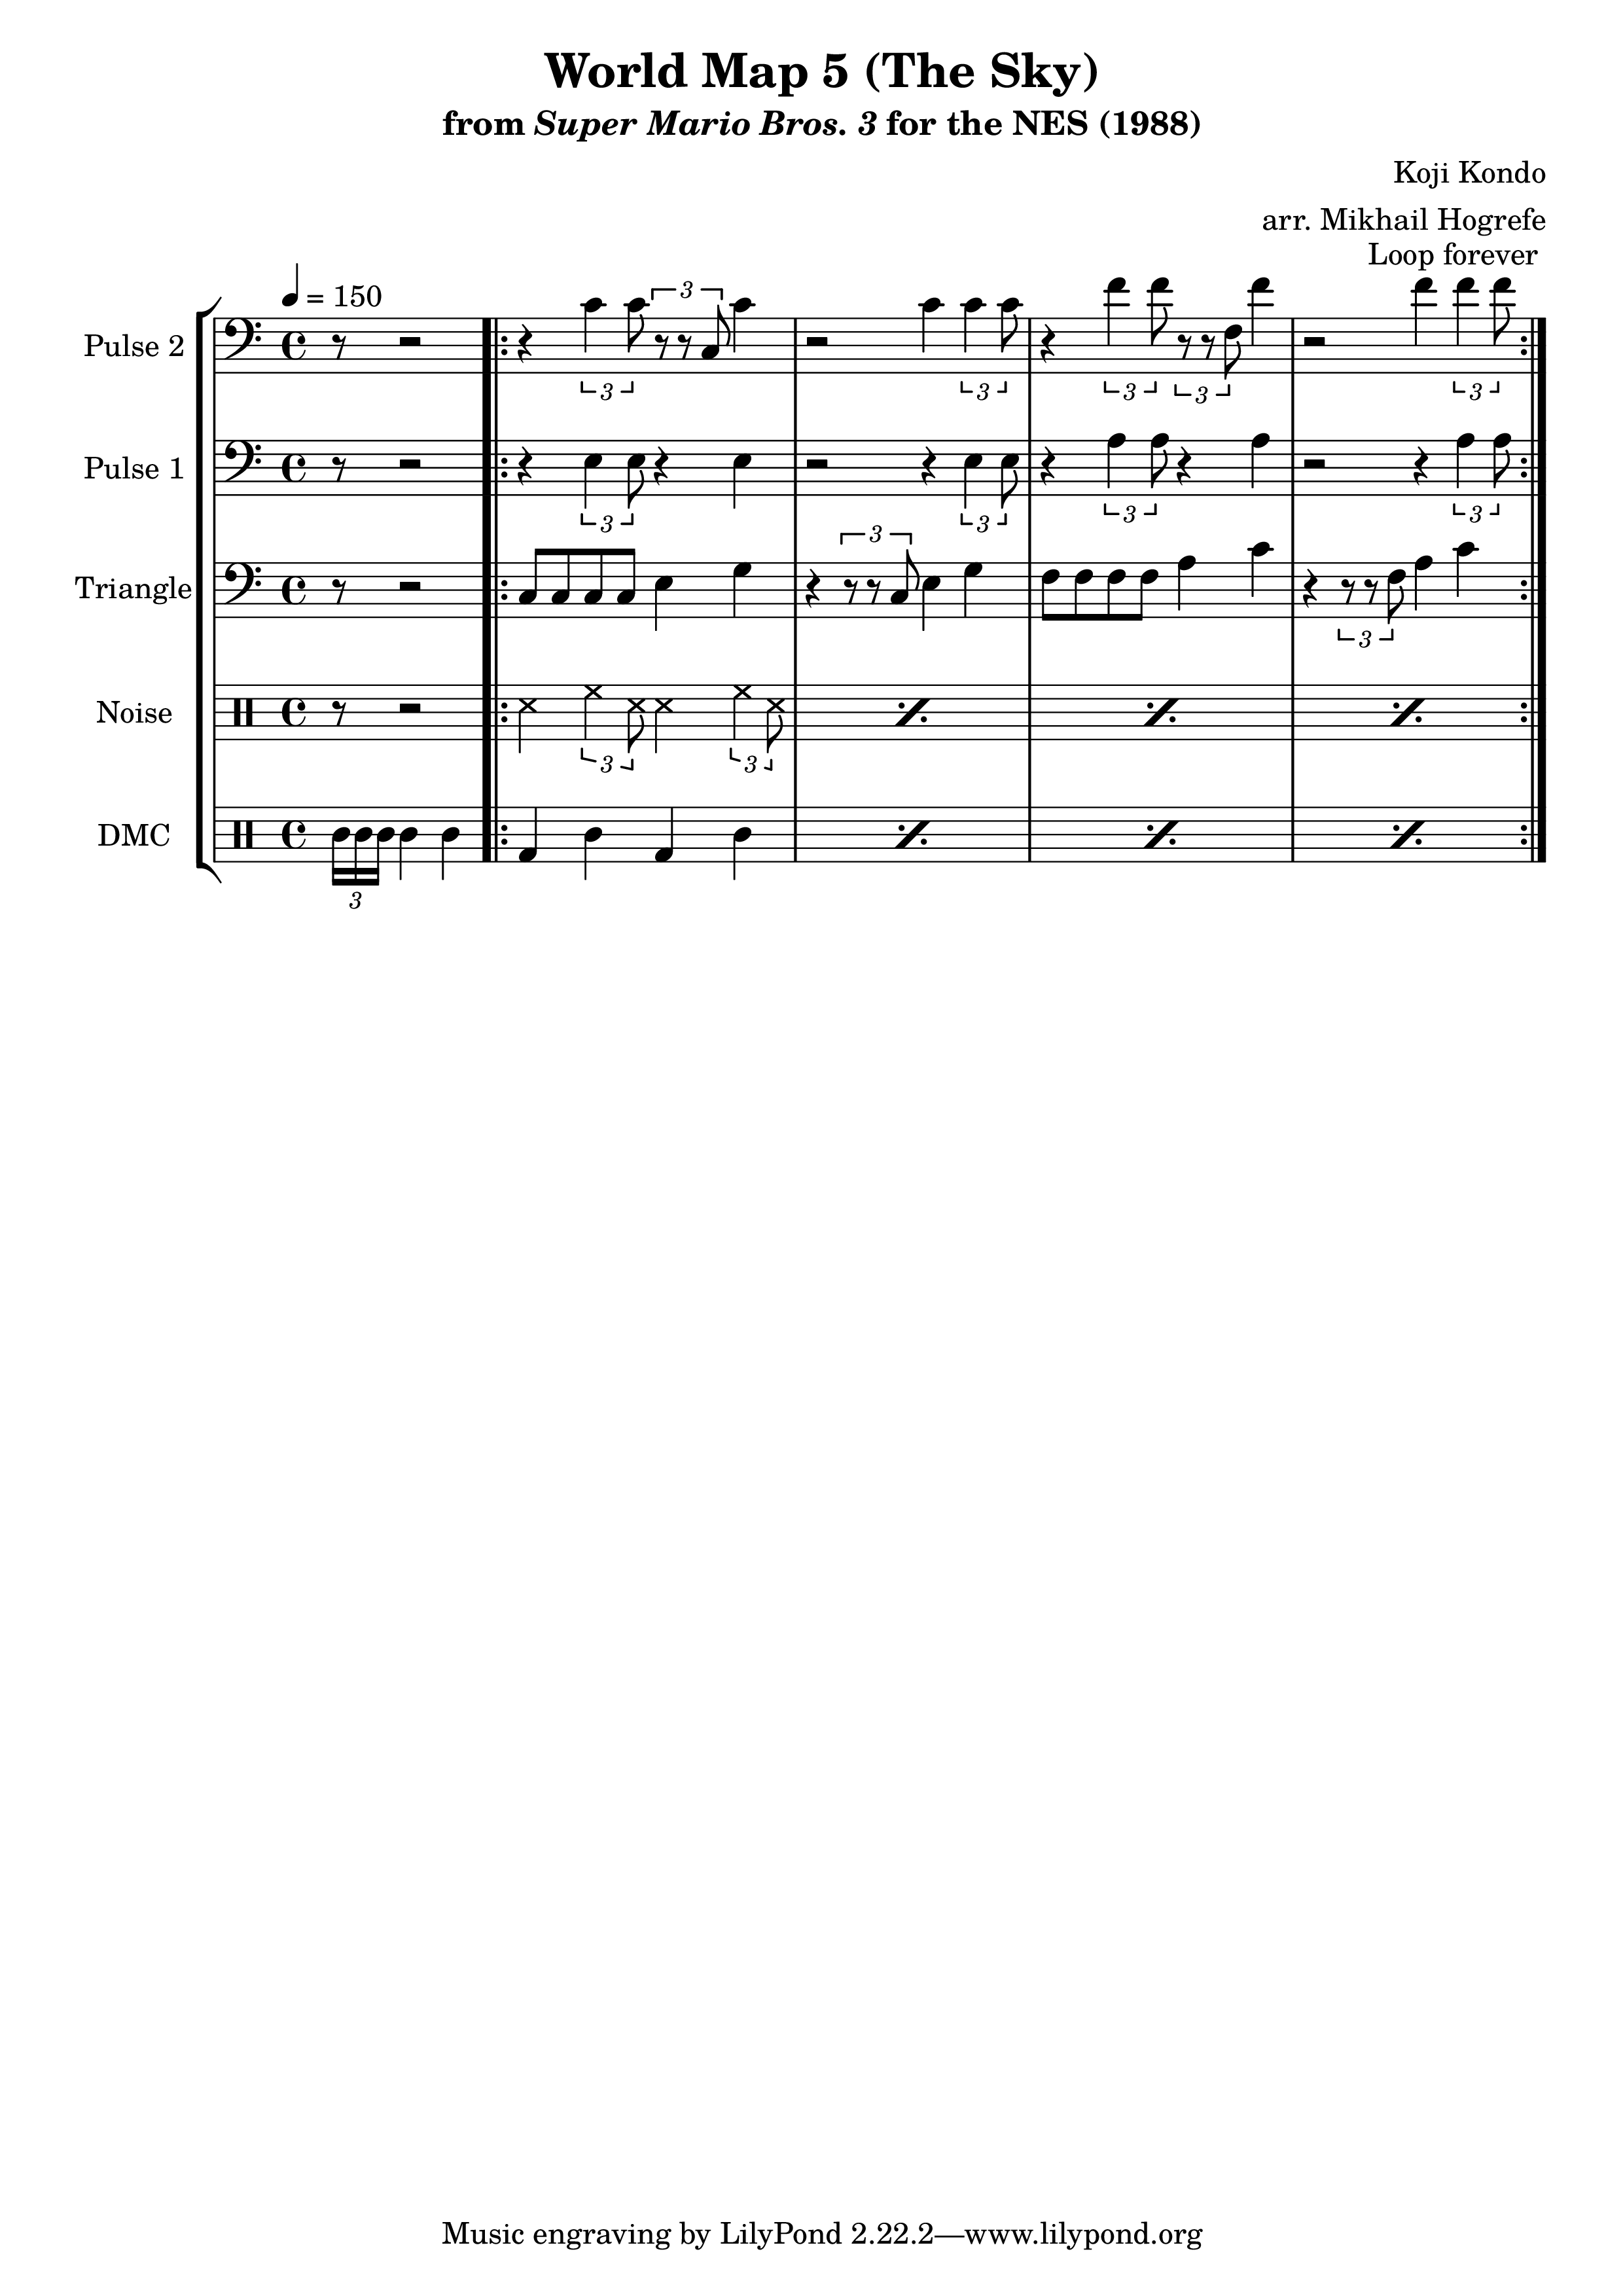 World Map 5 (The Sky)
from Super Mario Bros. 3 for the NES (1988)
Koji Kondo
arr. Mikhail Hogrefe
Loop forever
= 150
Pulse 2
3
3
3
3
3
3
Pulse 1
3
3
3
3
Triangle
3
3
Noise
3
3
DMC
3
Music engraving by LilyPond 2.22.2—www.lilypond.org